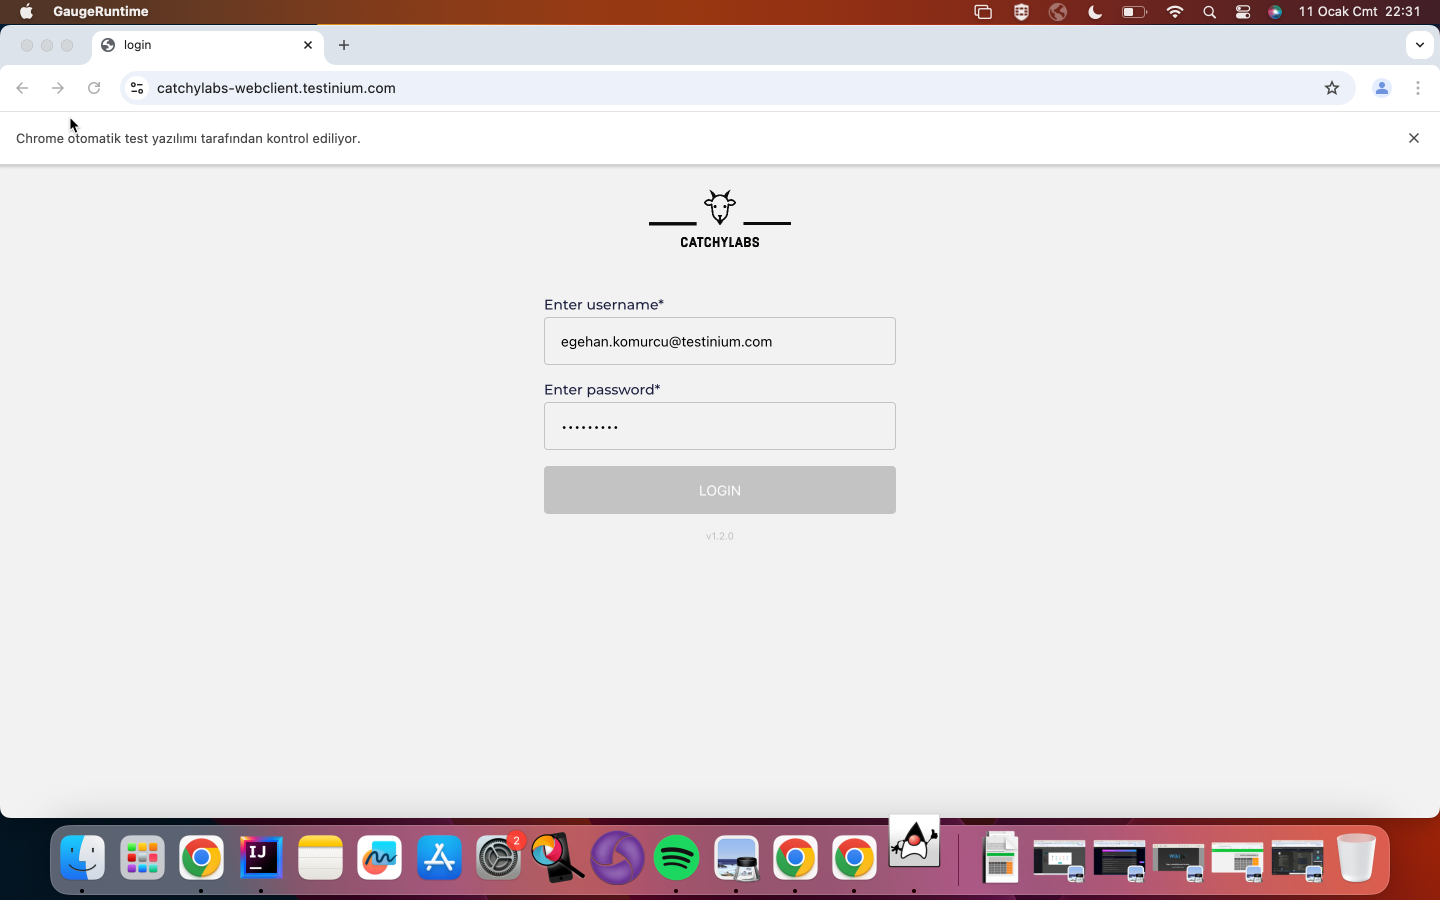 GaugeRuntime
11 Ocak Cmt 22:31
login
catchylabs-webclient.testinium.com
Chrome otomatik test yazılımı tarafından kontrol ediliyor.
CATCHYLABS
Enter username*
egehan.komurcu@testinium.com
Enter password*
•••••••••
LOGIN
v1.2.0
IJ
2